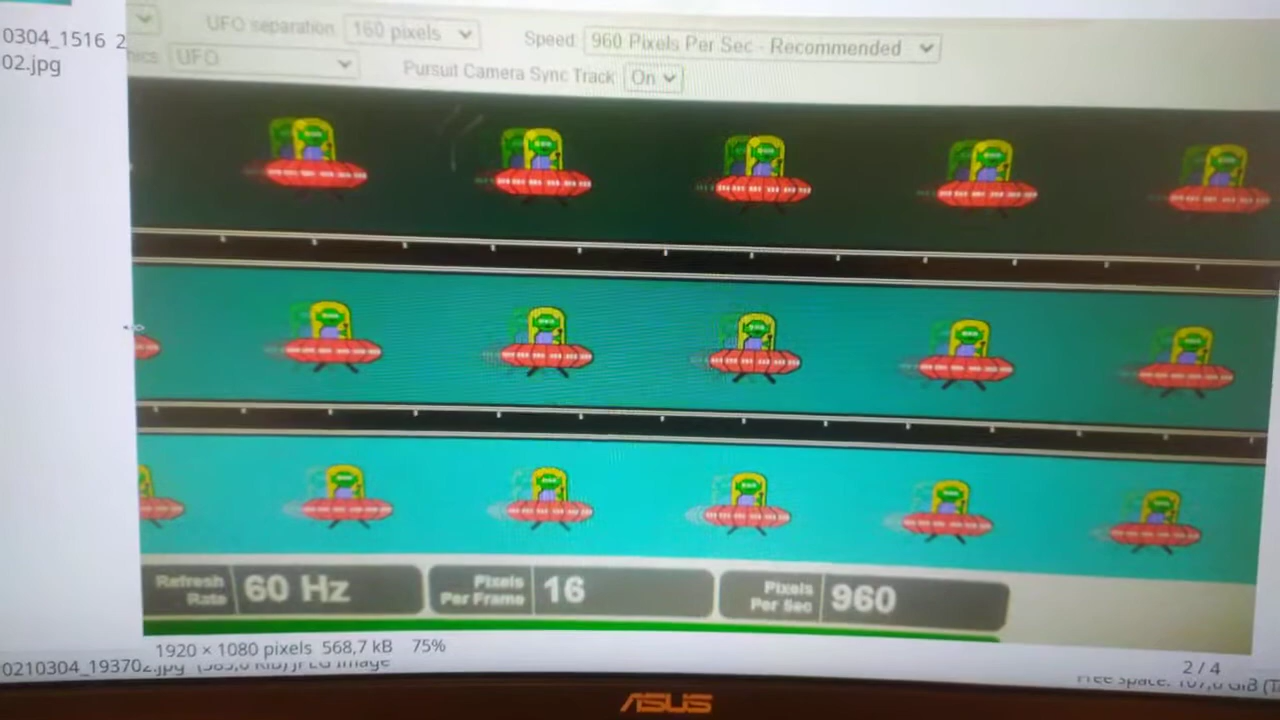 0304_1516 2
02.jpg
UFO separation: 160 pixels
Speed: 960 Pixels Per Sec - Recommended
UFO
Pursuit Camera Sync Track: On
Refresh Rate 60 Hz
Pixels Per Frame 16
Pixels Per Sec 960
1920 × 1080 pixels 568,7 kB 75%
2 / 4
ASUS